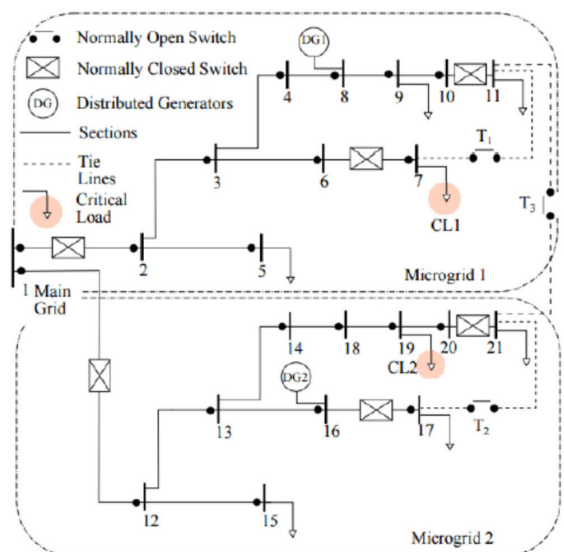 Normally Open Switch
Normally Closed Switch
DG Distributed Generators
Sections
Tie
Lines
Critical
Load
DG1
4 8 9 10 11
T1
3 6 7
CL1
T3
2 5
1 Main
Grid
Microgrid 1
14 18 19 20 21
CL2
DG2
13 16 17
T2
12 15
Microgrid 2